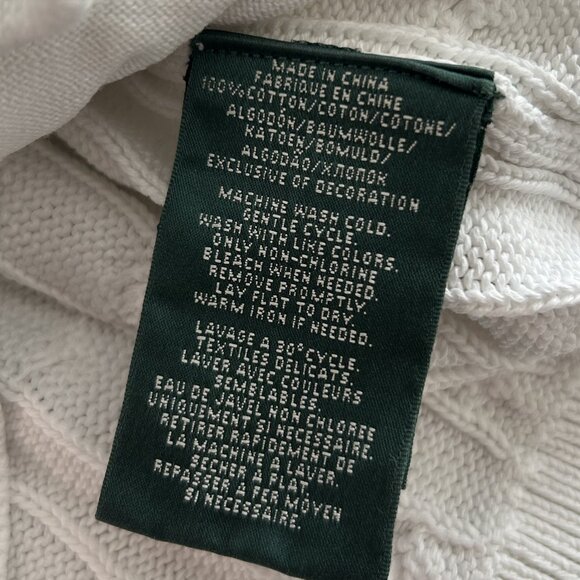 MADE IN CHINA
FABRIQUE EN CHINE
100% COTTON/COTON/COTONE/
ALGODON/BAUMWOLLE/
KATOEN/BOMULD/
ALGODÃO/ХЛОПОК
EXCLUSIVE OF DECORATION
MACHINE WASH COLD.
GENTLE CYCLE.
WASH WITH LIKE COLORS.
ONLY NON-CHLORINE
BLEACH WHEN NEEDED.
REMOVE PROMPTLY.
LAY FLAT TO DRY.
WARM IRON IF NEEDED.
LAVAGE A 30° CYCLE
TEXTILES DELICATS.
LAVER AVEC COULEURS
SEMBLABLES.
EAU DE JAVEL NON CHLOREE
UNIQUEMENT SI NECESSAIRE.
RETIRER RAPIDEMENT DE
LA MACHINE A LAVER.
SECHER A PLAT.
REPASSER A FER MOYEN
SI NECESSAIRE.